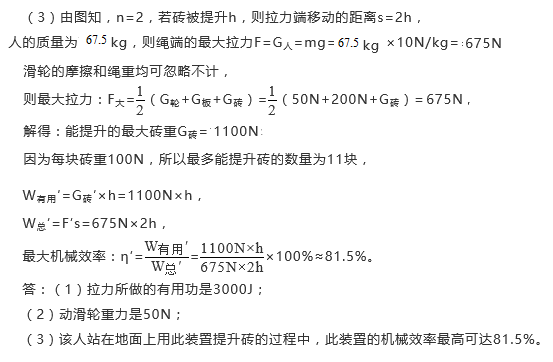 （3）由图知，n=2，若砖被提升h，则拉力端移动的距离s=2h，
人的质量为 67.5 kg，则绳端的最大拉力F=G人=mg=67.5 kg ×10N/kg=675N
滑轮的摩擦和绳重均可忽略不计，
则最大拉力：F大=1/2（G轮+G板+G砖）=1/2（50N+200N+G砖）=675N，
解得：能提升的最大砖重G砖=1100N
因为每块砖重100N，所以最多能提升砖的数量为11块，
W有用′=G砖′×h=1100N×h，
W总′=F′s=675N×2h，
最大机械效率：η′=W有用′/W总′=1100N×h/675N×2h×100%≈81.5%。
答：（1）拉力所做的有用功是3000J；
（2）动滑轮重力是50N；
（3）该人站在地面上用此装置提升砖的过程中，此装置的机械效率最高可达81.5%。